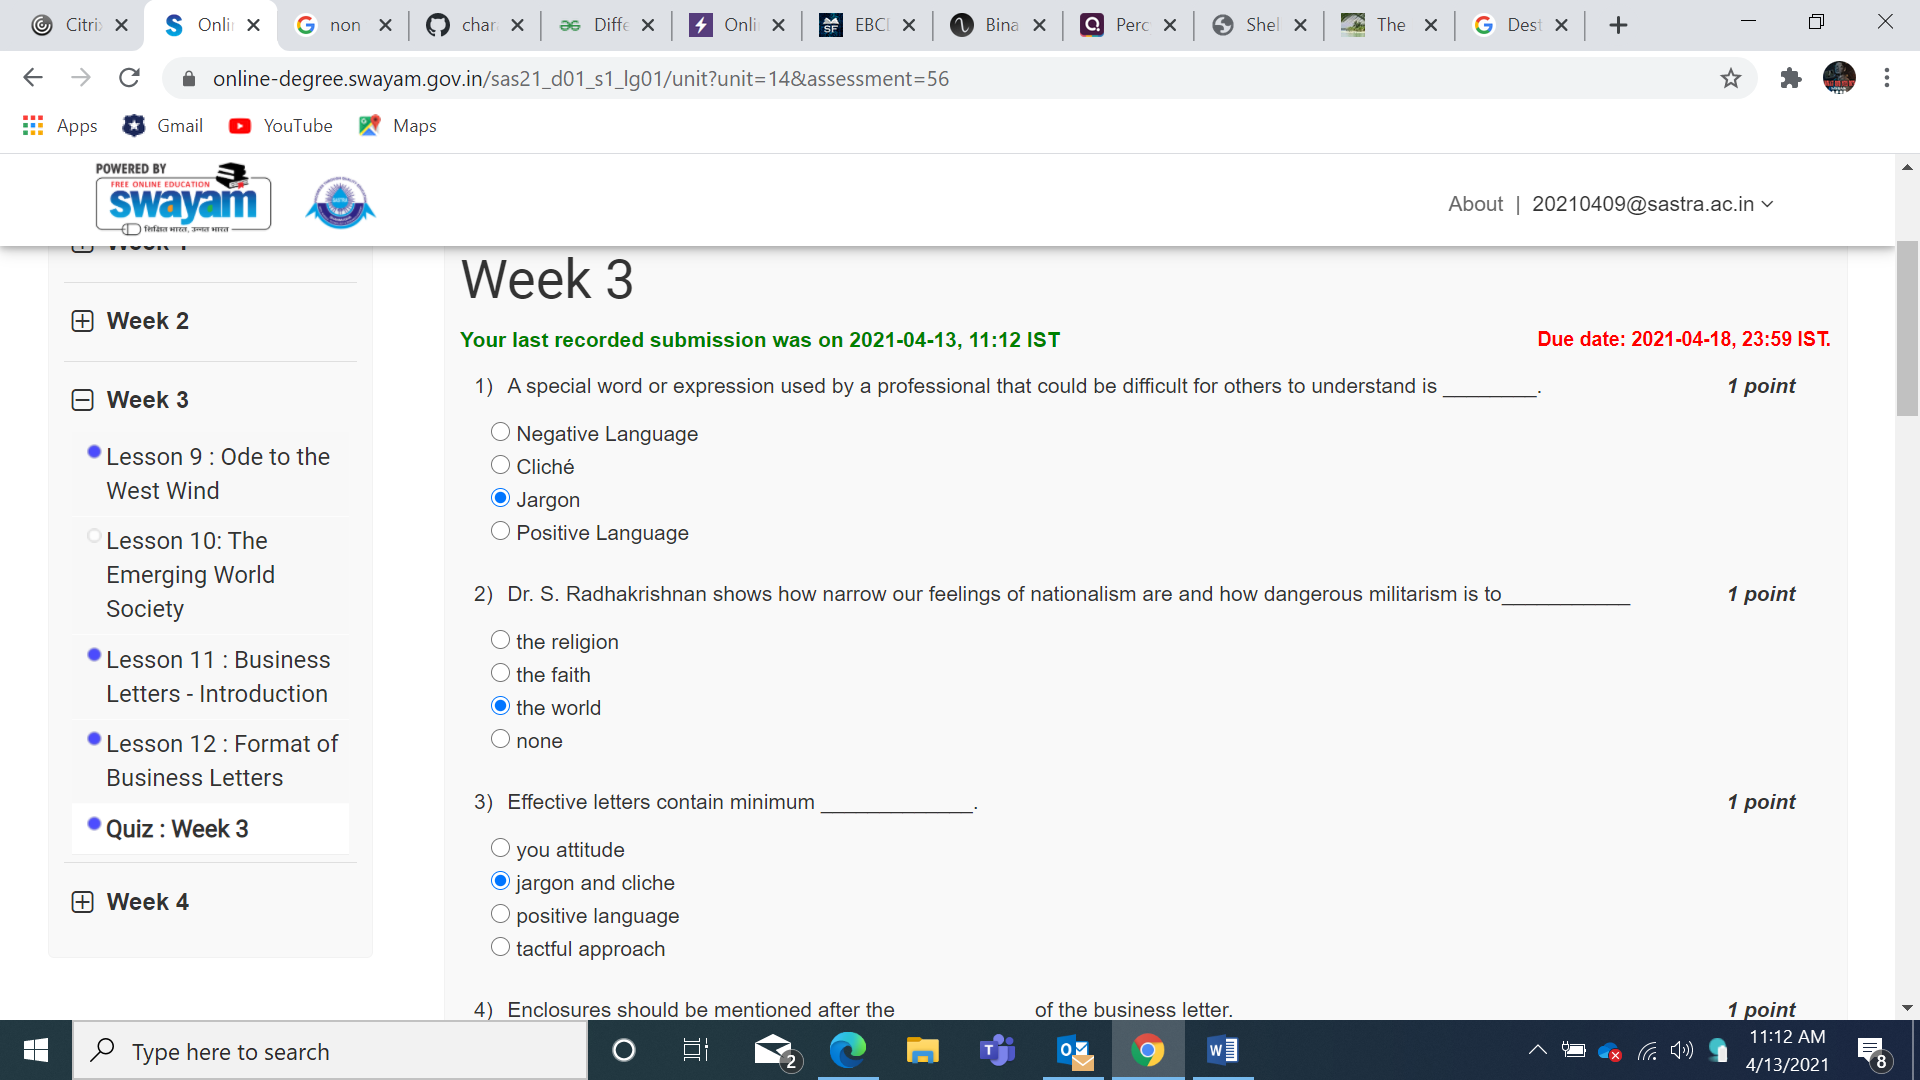 Citri
Onli
non
char
Diffe
Onli
EBCI
Bina
Perc
Shel
The
Dest
online-degree.swayam.gov.in/sas21_d01_s1_lg01/unit?unit=14&assessment=56
Apps
Gmail
YouTube
Maps
POWERED BY
FREE ONLINE EDUCATION
swayam
शिक्षित भारत, उन्नत भारत
About | 20210409@sastra.ac.in
Week 2
Week 3
Lesson 9 : Ode to the
West Wind
Lesson 10: The
Emerging World
Society
Lesson 11 : Business
Letters - Introduction
Lesson 12 : Format of
Business Letters
Quiz : Week 3
Week 4
Week 3
Your last recorded submission was on 2021-04-13, 11:12 IST
Due date: 2021-04-18, 23:59 IST.
1) A special word or expression used by a professional that could be difficult for others to understand is ________.
1 point
Negative Language
Cliché
Jargon
Positive Language
2) Dr. S. Radhakrishnan shows how narrow our feelings of nationalism are and how dangerous militarism is to___________
1 point
the religion
the faith
the world
none
3) Effective letters contain minimum _____________.
1 point
you attitude
jargon and cliche
positive language
tactful approach
4) Enclosures should be mentioned after the of the business letter.
1 point
Type here to search
2
11:12 AM
4/13/2021
8